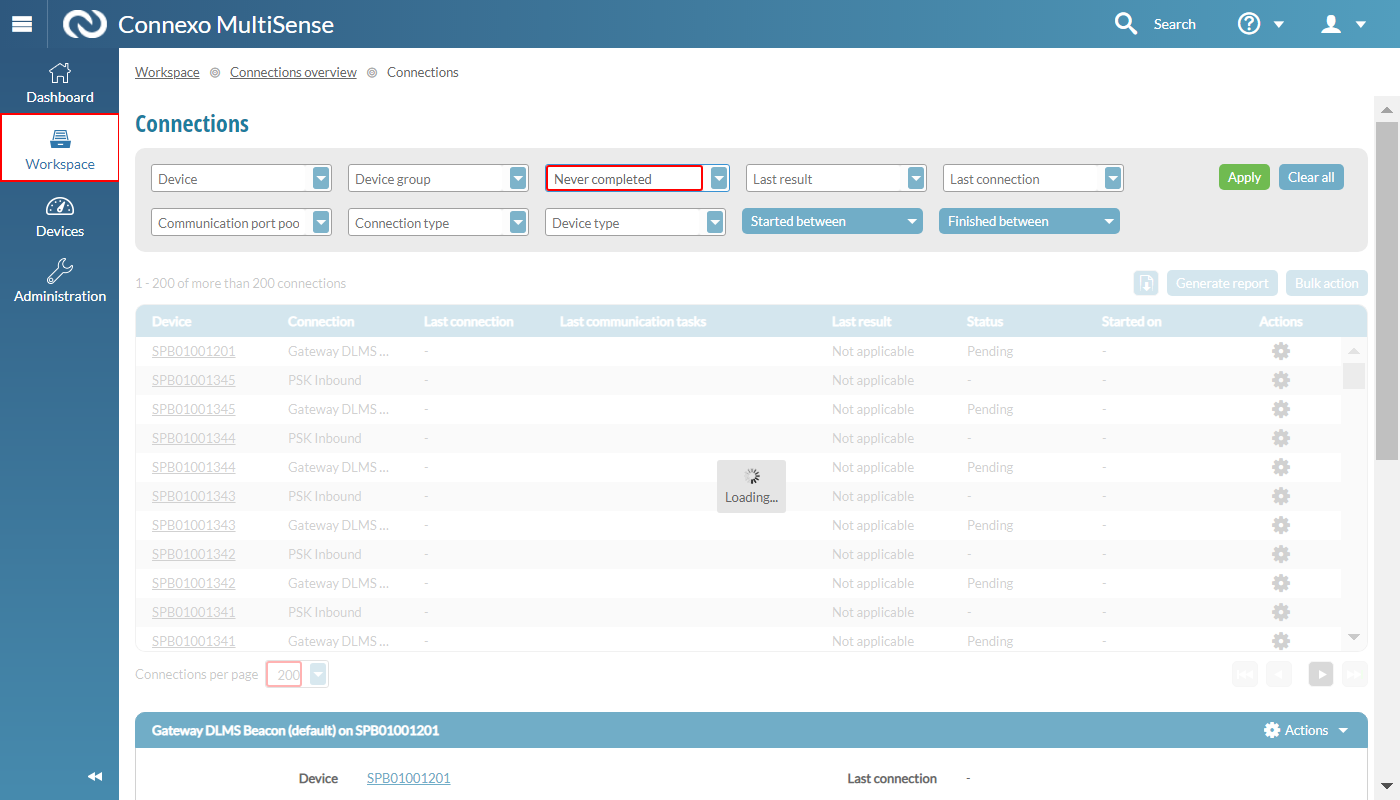 Connexo MultiSense
Search
Dashboard
Workspace
Devices
Administration
Workspace Connections overview Connections
Connections
Device Device group Never completed Last result Last connection Apply Clear all
Communication port poo Connection type Device type Started between Finished between
1 - 200 of more than 200 connections Generate report Bulk action
Device Connection Last connection Last communication tasks Last result Status Started on Actions
SPB01001201 Gateway DLMS ... - Not applicable Pending -
SPB01001345 PSK Inbound - Not applicable - -
SPB01001345 Gateway DLMS ... - Not applicable Pending -
SPB01001344 PSK Inbound - Not applicable - -
SPB01001344 Gateway DLMS ... - Not applicable Pending -
SPB01001343 PSK Inbound - Not applicable - -
SPB01001343 Gateway DLMS ... - Not applicable Pending -
SPB01001342 PSK Inbound - Not applicable - -
SPB01001342 Gateway DLMS ... - Not applicable Pending -
SPB01001341 PSK Inbound - Not applicable - -
SPB01001341 Gateway DLMS ... - Not applicable Pending -
Loading...
Connections per page 200
Gateway DLMS Beacon (default) on SPB01001201 Actions
Device SPB01001201 Last connection -